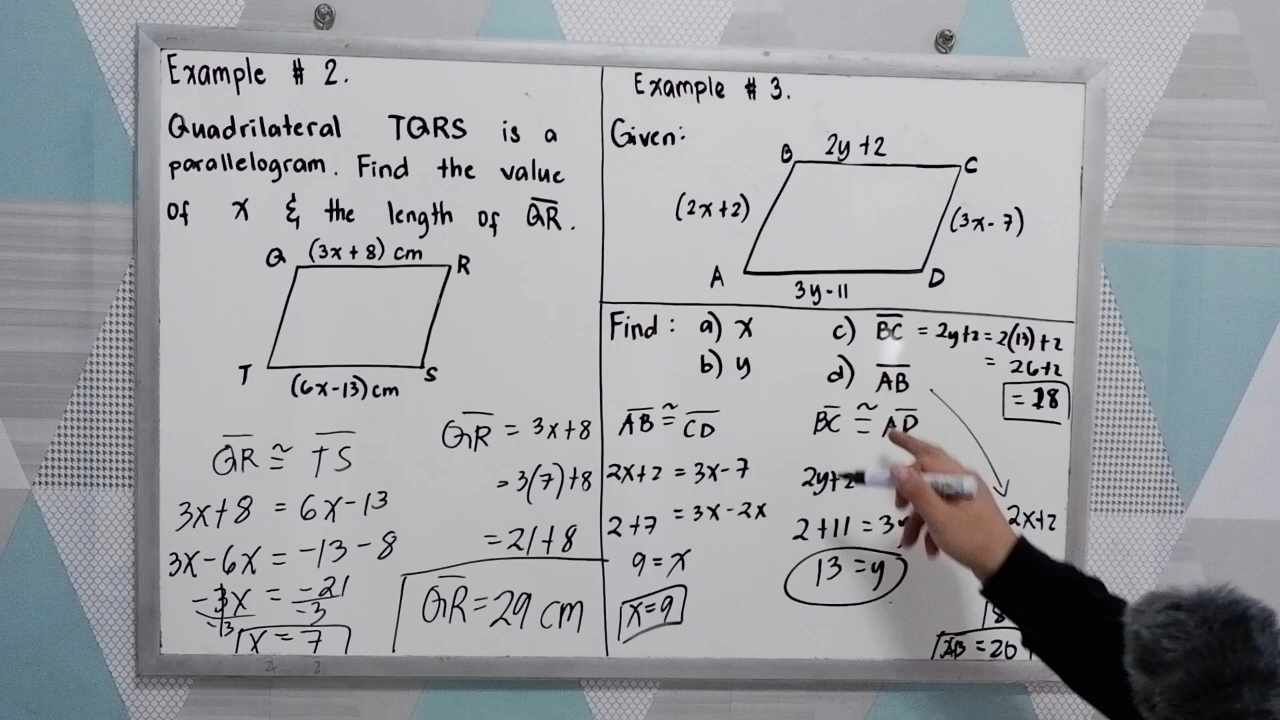 Example # 2.
Quadrilateral TQRS is a
parallelogram. Find the value
of x & the length of QR.
(3x + 8) cm
Q
R
T
S
(6x-13) cm
QR ≅ TS
3x+8 = 6x-13
3x-6x = -13-8
-3x = -21
-3 -3
x = 7
QR = 3x+8
= 3(7)+8
= 21+8
QR = 29 cm
Example # 3.
Given:
B 2y+2 C
(2x+2)
(3x-7)
A
D
3y-11
Find: a) x
b) y
c) BC = 2y+2 = 2(13)+2
= 26+2
= 28
d) AB
AB ≅ CD
2x+2 = 3x-7
2+7 = 3x-2x
9 = x
x=9
BC ≅ AD
2y+2
2+11 = 3
13 = y
2x+2
AB = 20